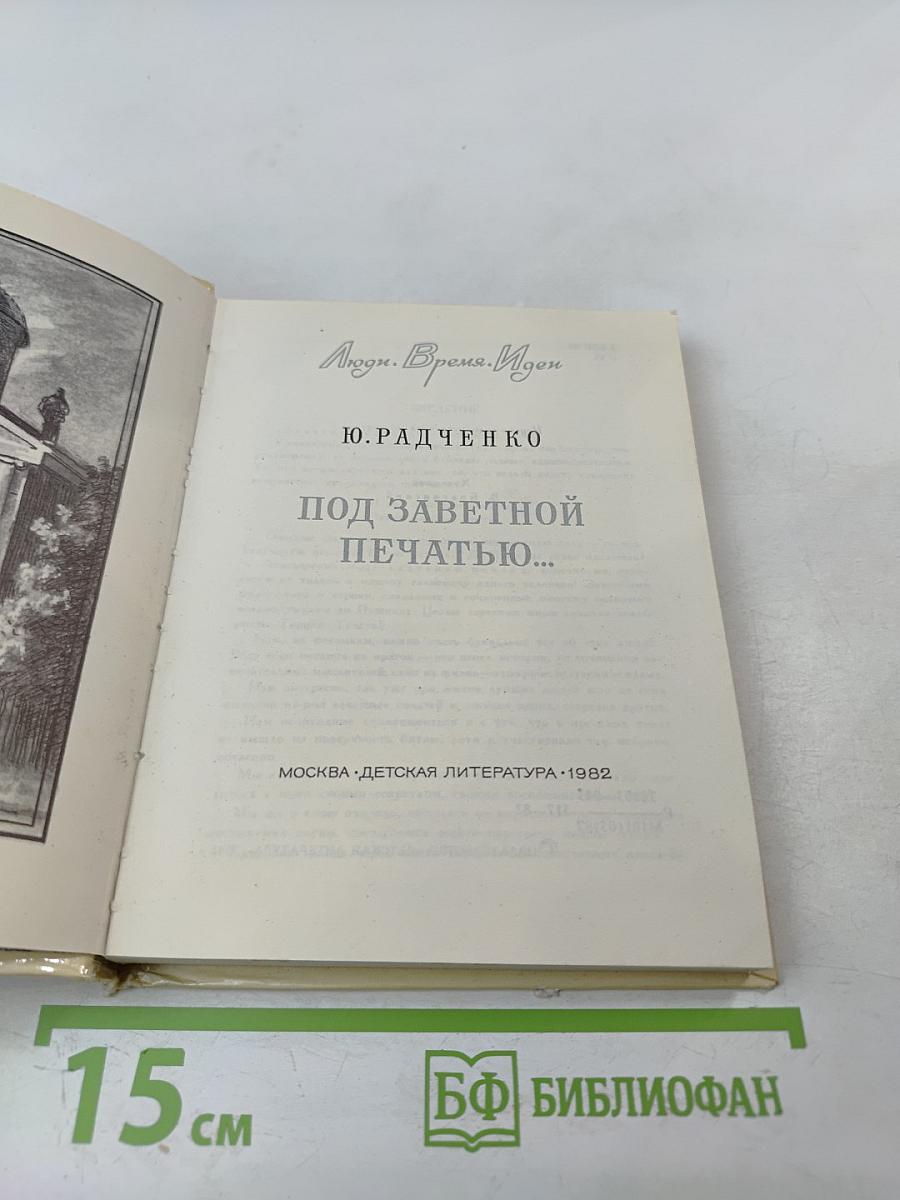 Люди. Время. Идеи
Ю. РАДЧЕНКО
ПОД ЗАВЕТНОЙ
ПЕЧАТЬЮ...
МОСКВА · ДЕТСКАЯ ЛИТЕРАТУРА · 1982
15 см
БФ БИБЛИОФАН